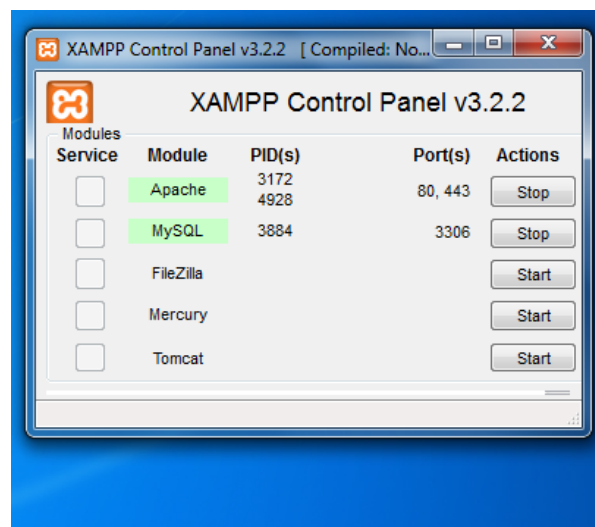 XAMPP Control Panel v3.2.2 [ Compiled: No...
XAMPP Control Panel v3.2.2
Modules
Service Module PID(s) Port(s) Actions
Apache 3172 4928 80, 443 Stop
MySQL 3884 3306 Stop
FileZilla Start
Mercury Start
Tomcat Start